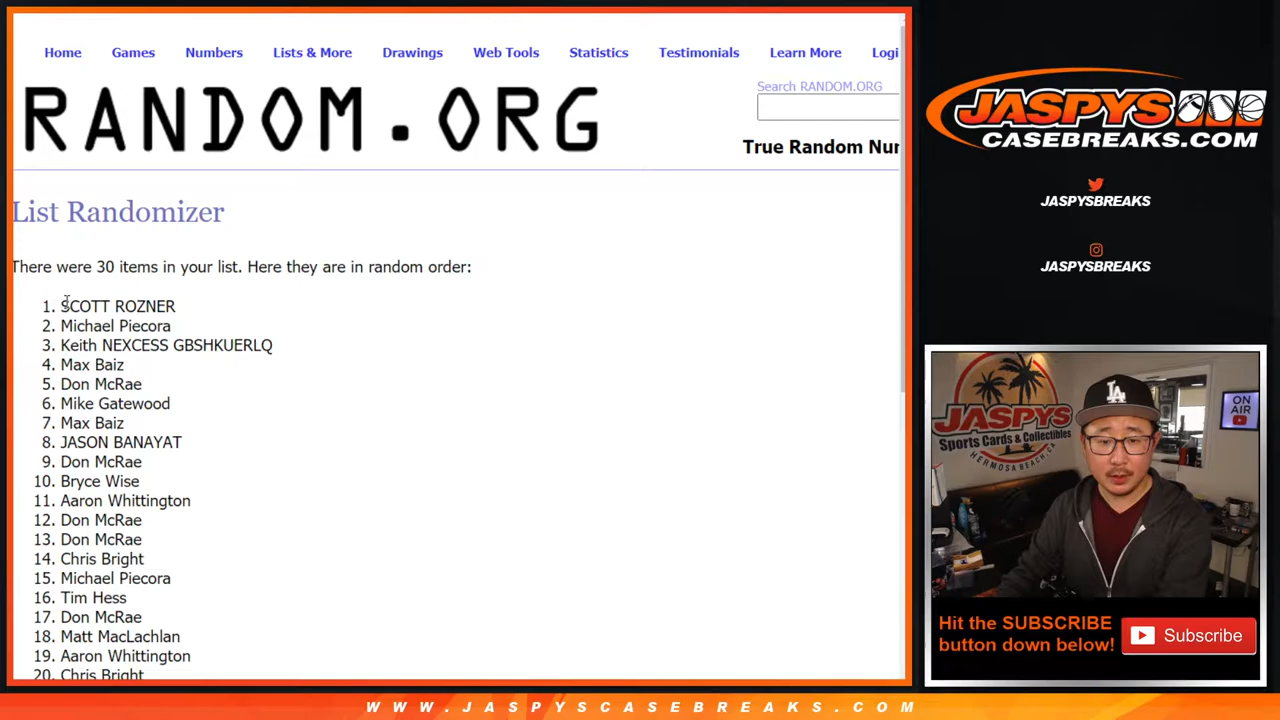 Home Games Numbers Lists & More Drawings Web Tools Statistics Testimonials Learn More Logi
RANDOM.ORG
Search RANDOM.ORG
True Random Nur
List Randomizer
There were 30 items in your list. Here they are in random order:
1. SCOTT ROZNER
2. Michael Piecora
3. Keith NEXCESS GBSHKUERLQ
4. Max Baiz
5. Don McRae
6. Mike Gatewood
7. Max Baiz
8. JASON BANAYAT
9. Don McRae
10. Bryce Wise
11. Aaron Whittington
12. Don McRae
13. Don McRae
14. Chris Bright
15. Michael Piecora
16. Tim Hess
17. Don McRae
18. Matt MacLachlan
19. Aaron Whittington
20. Chris Bright
JASPYS
CASEBREAKS.COM
JASPYSBREAKS
JASPYSBREAKS
JASPYS
Sports Cards & Collectibles
HERMOSA BEACH, CA
LA
ON
AIR
Hit the SUBSCRIBE
button down below!
Subscribe
WWW.JASPYSCASEBREAKS.COM